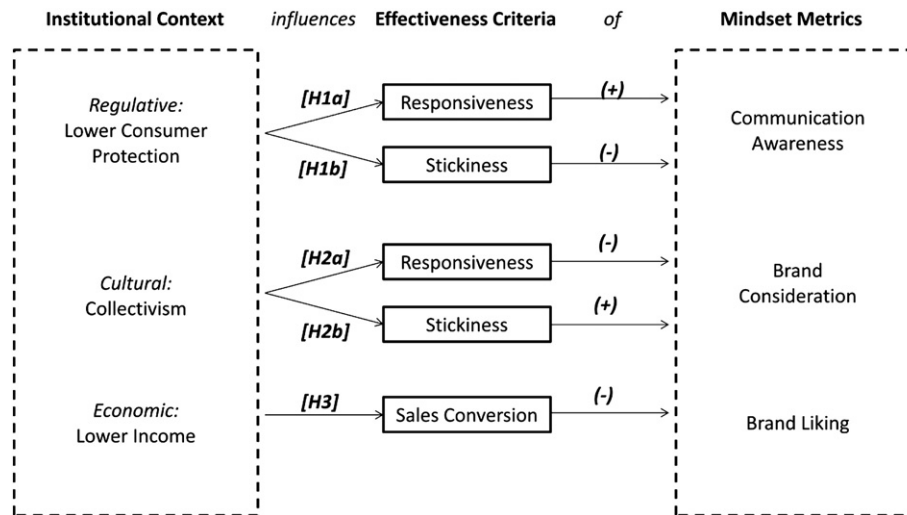 Institutional Context influences Effectiveness Criteria of Mindset Metrics
Regulative:
Lower Consumer
Protection
[H1a]
Responsiveness
(+)
[H1b]
Stickiness
(-)
Communication
Awareness
Cultural:
Collectivism
[H2a]
Responsiveness
(-)
[H2b]
Stickiness
(+)
Brand
Consideration
Economic:
Lower Income
[H3]
Sales Conversion
(-)
Brand Liking